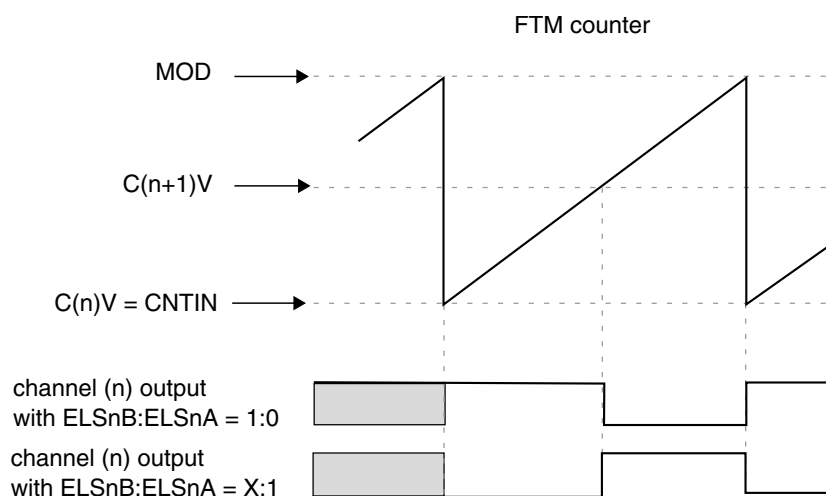 FTM counter
MOD
C(n+1)V
C(n)V = CNTIN
channel (n) output
with ELSnB:ELSnA = 1:0
channel (n) output
with ELSnB:ELSnA = X:1